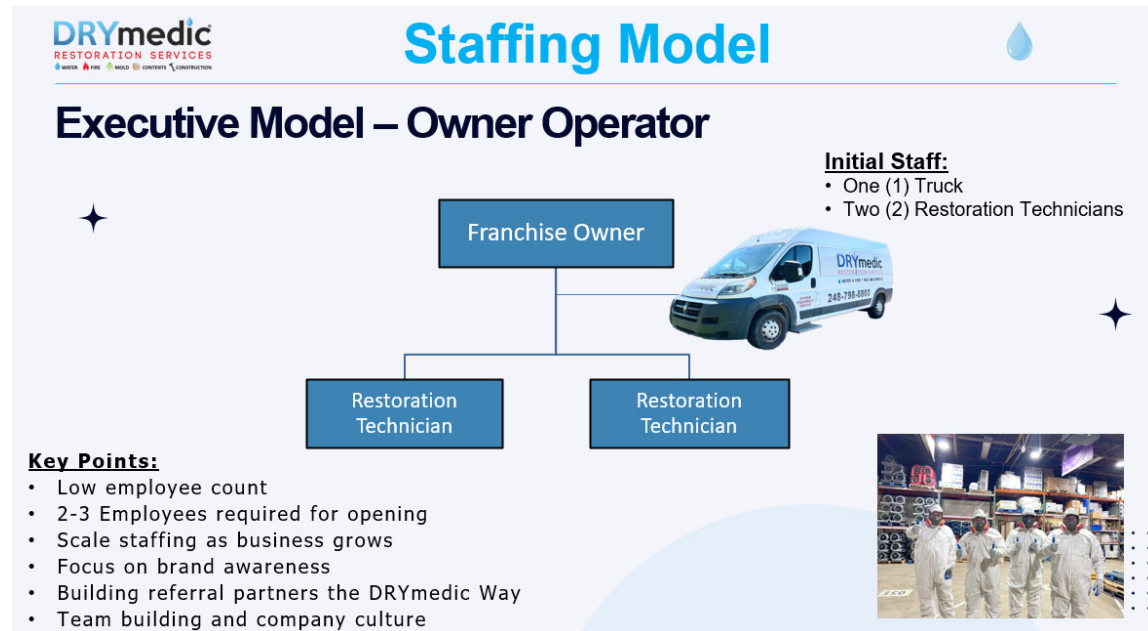 DRYmedic
RESTORATION SERVICES
WATER FIRE MOLD CONTENTS CONSTRUCTION
Staffing Model
Executive Model – Owner Operator
Initial Staff:
• One (1) Truck
• Two (2) Restoration Technicians
Franchise Owner
DRYmedic
RESTORATION SERVICES
248-798-8800
Restoration
Technician
Restoration
Technician
Key Points:
• Low employee count
• 2-3 Employees required for opening
• Scale staffing as business grows
• Focus on brand awareness
• Building referral partners the DRYmedic Way
• Team building and company culture